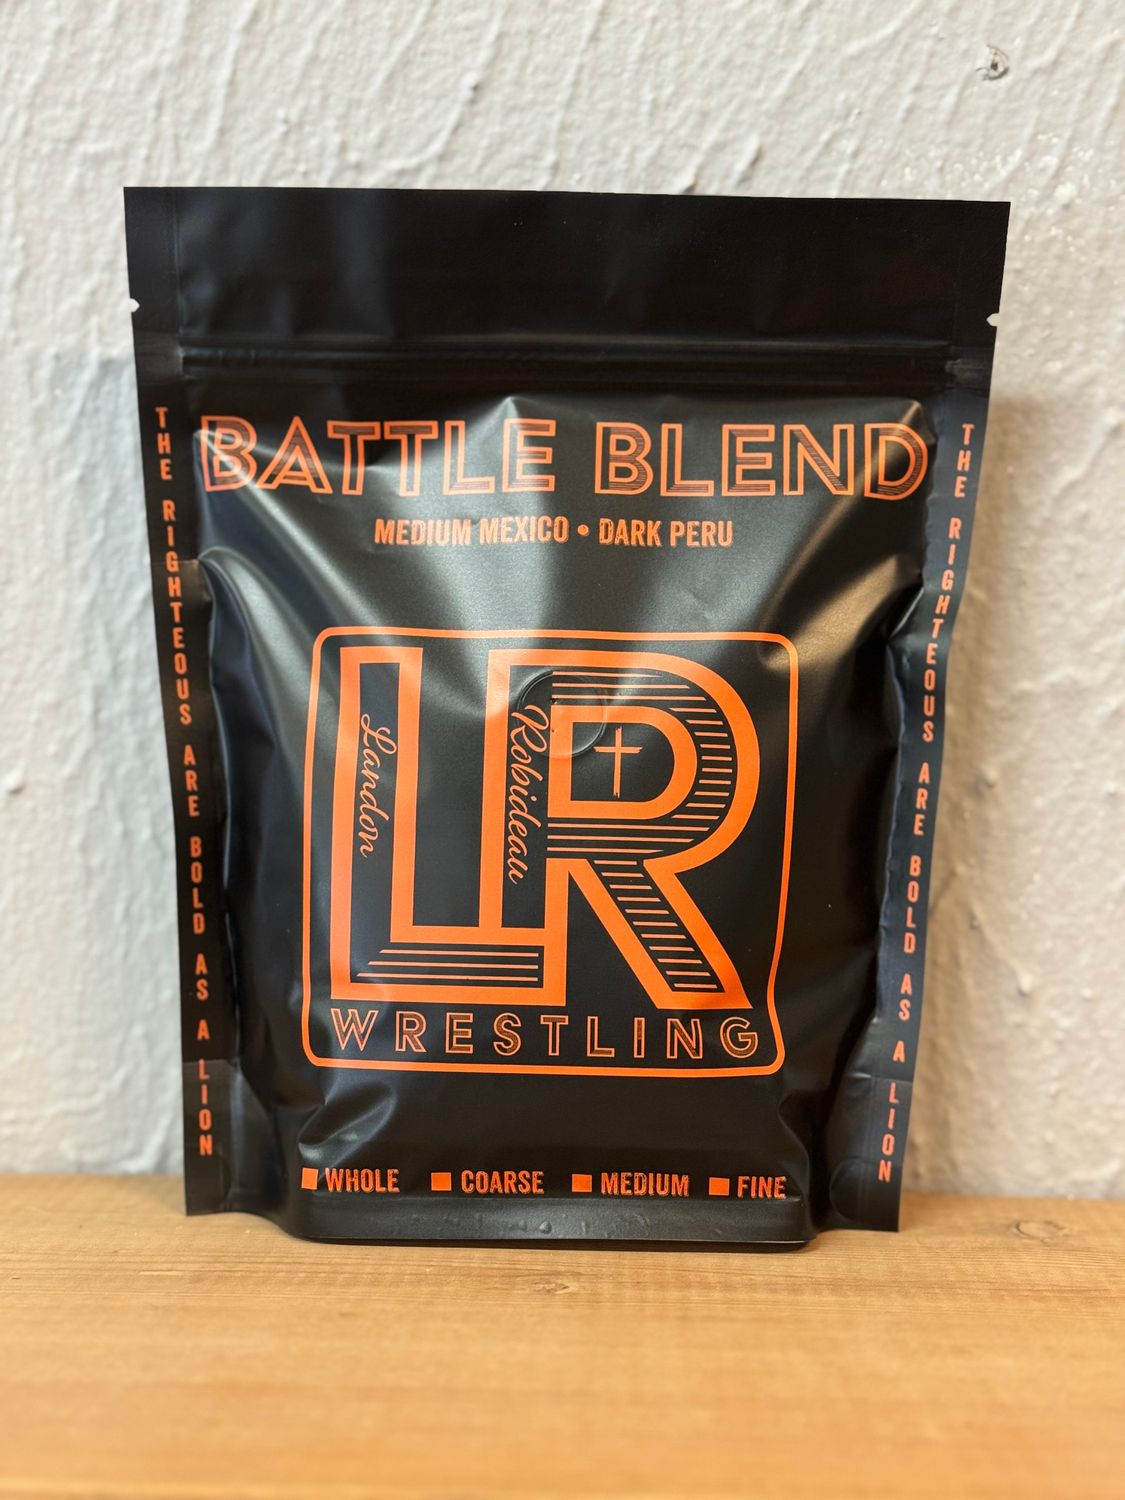 BATTLE BLEND
MEDIUM MEXICO • DARK PERU
THE RIGHTEOUS ARE BOLD AS A LION
THE RIGHTEOUS ARE BOLD AS A LION
LR
Landon
Robideau
WRESTLING
WHOLE COARSE MEDIUM FINE